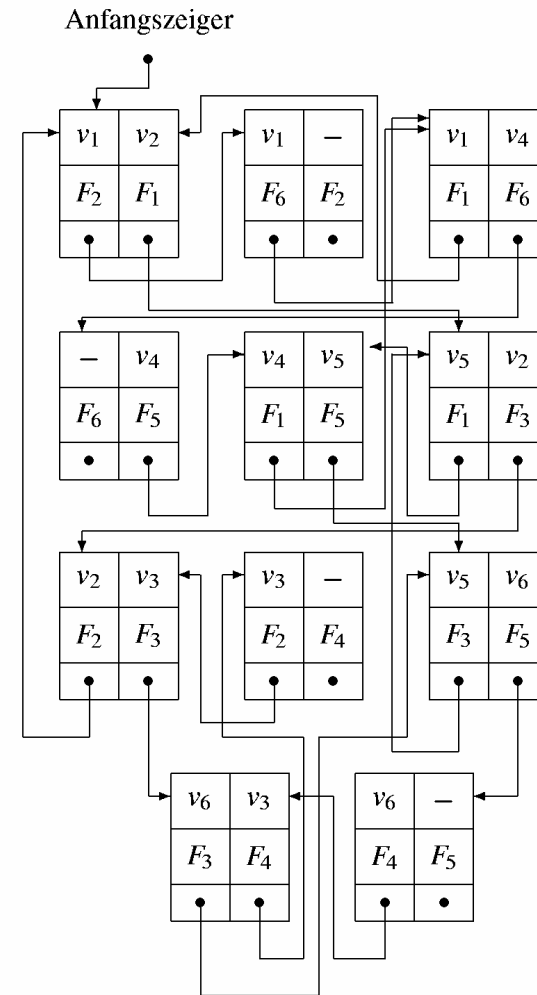 Anfangszeiger
v₁ v₂ v₁ – v₁ v₄
F₂ F₁ F₆ F₂ F₁ F₆
– v₄ v₄ v₅ v₅ v₂
F₆ F₅ F₁ F₅ F₁ F₃
v₂ v₃ v₃ – v₅ v₆
F₂ F₃ F₂ F₄ F₃ F₅
v₆ v₃ v₆ –
F₃ F₄ F₄ F₅